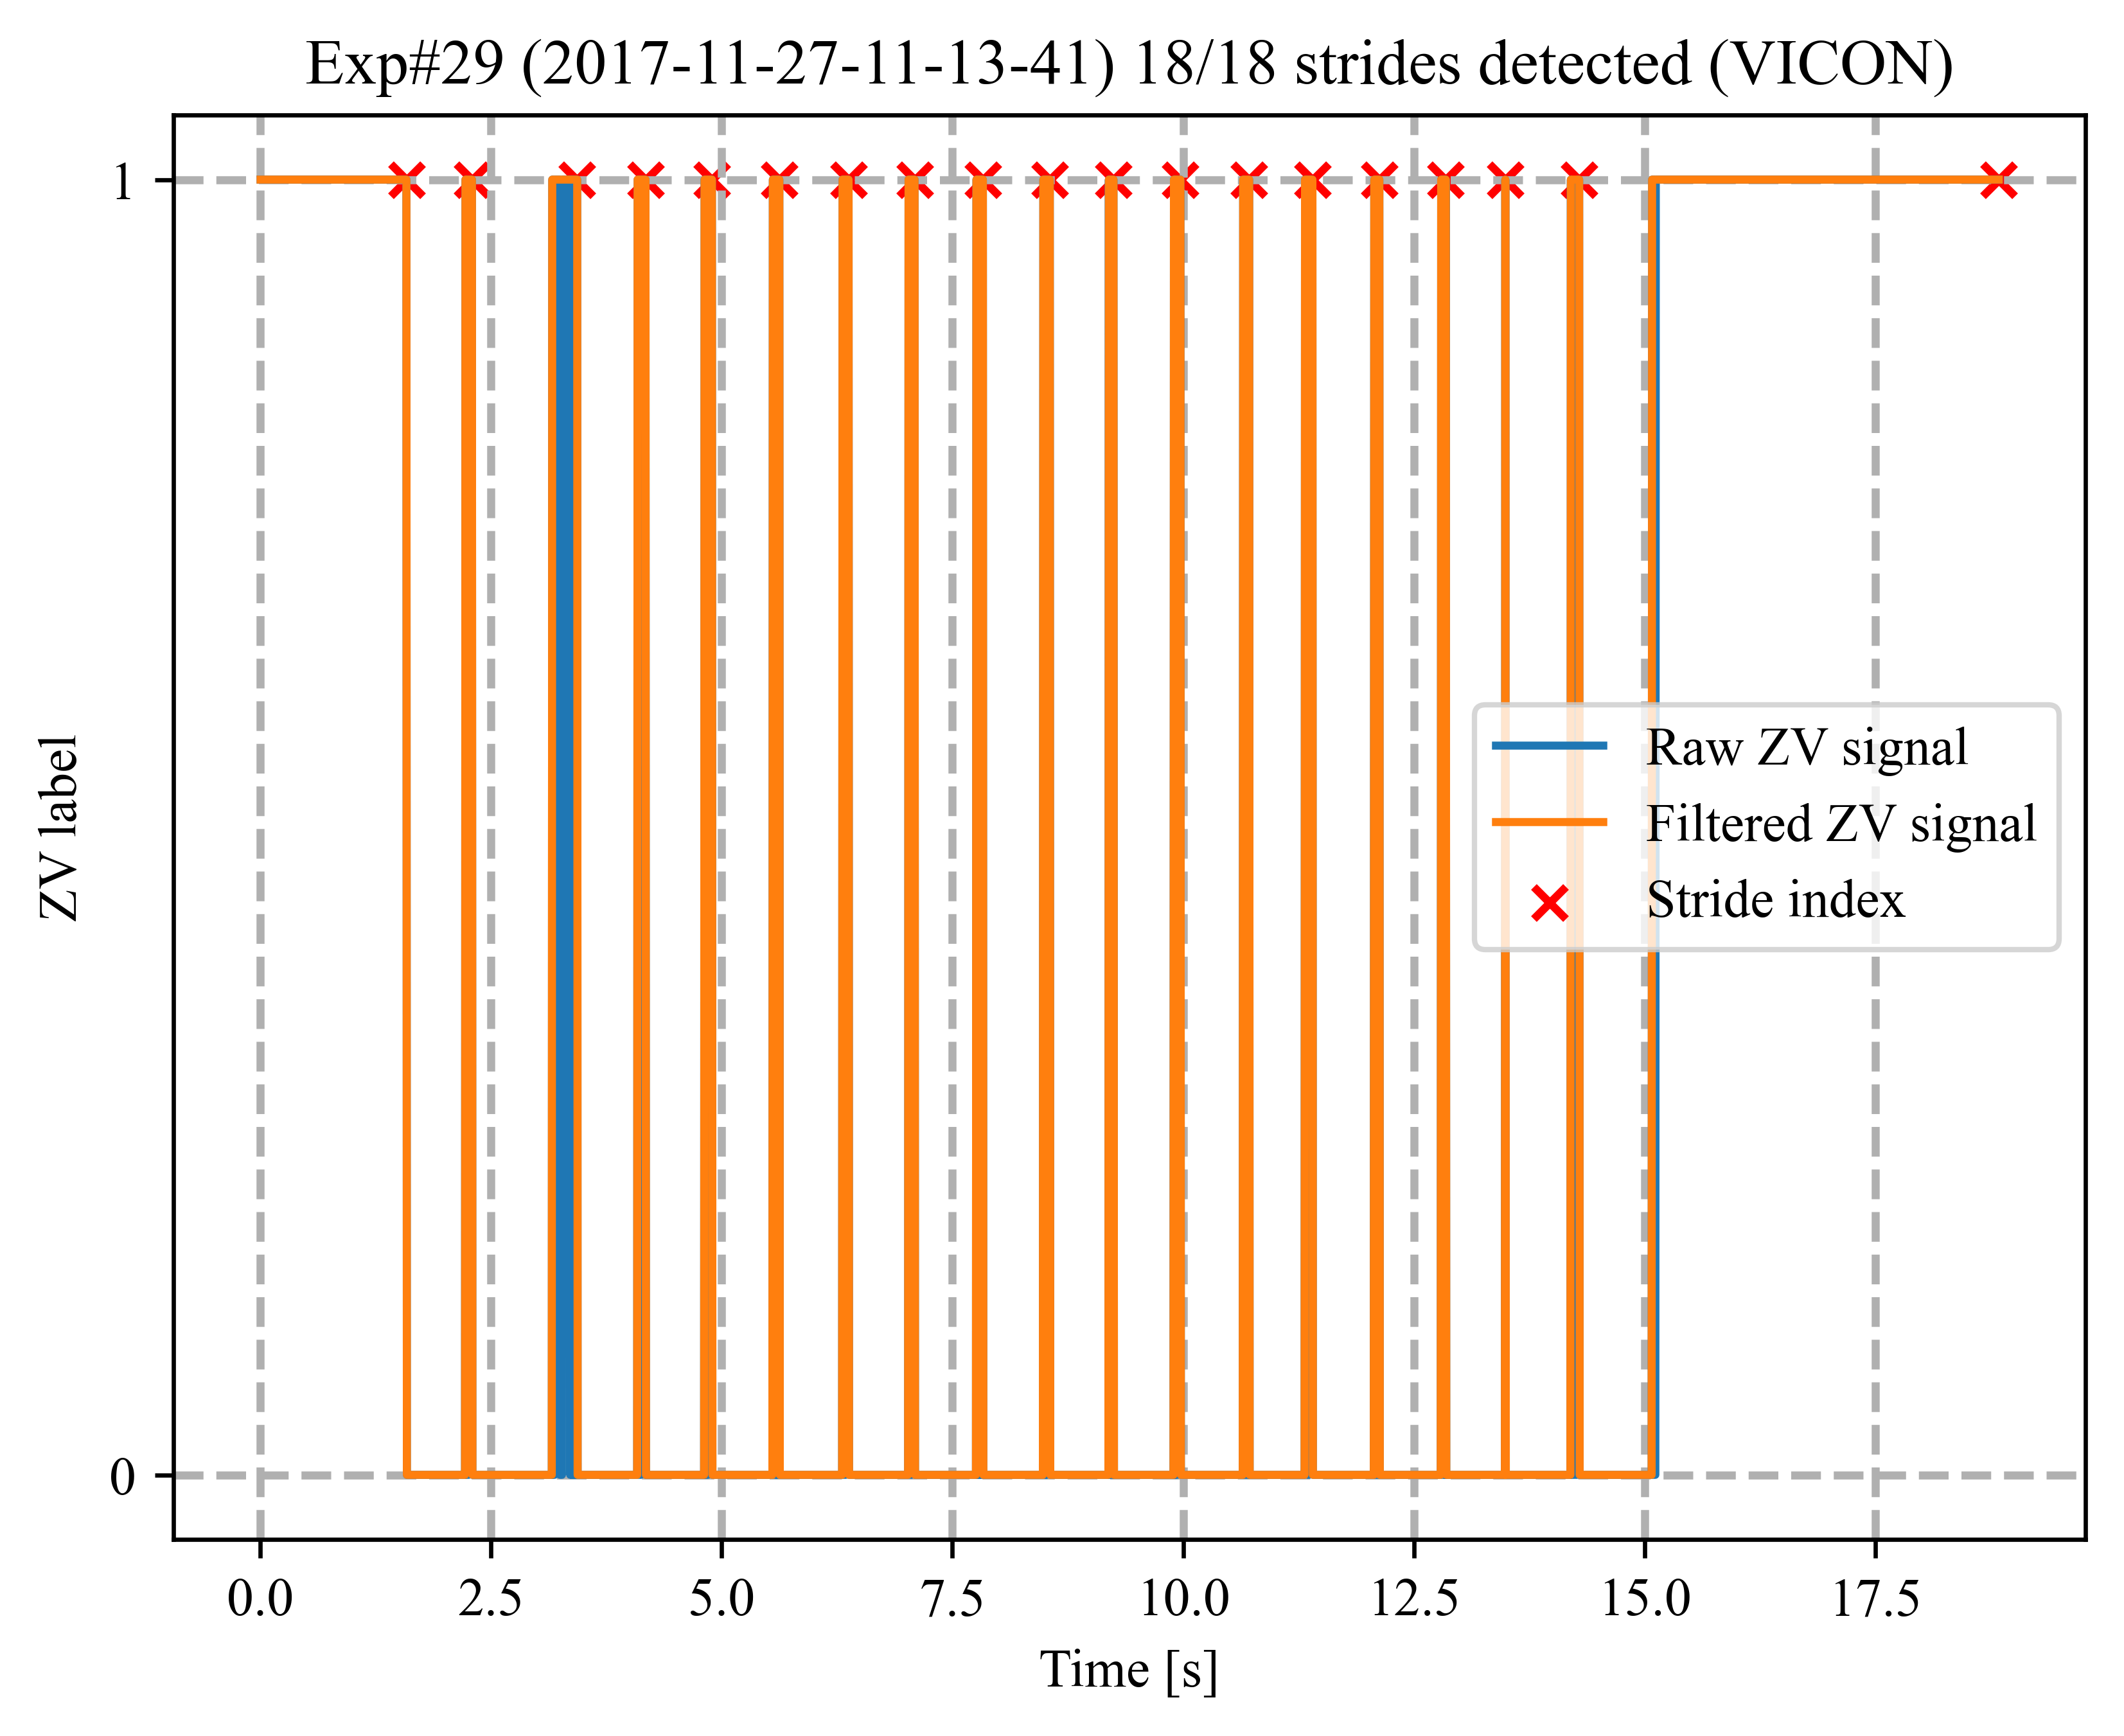 Exp#29 (2017-11-27-11-13-41) 18/18 strides detected (VICON)
1
ZV label
Raw ZV signal
Filtered ZV signal
Stride index
0
0.0 2.5 5.0 7.5 10.0 12.5 15.0 17.5
Time [s]